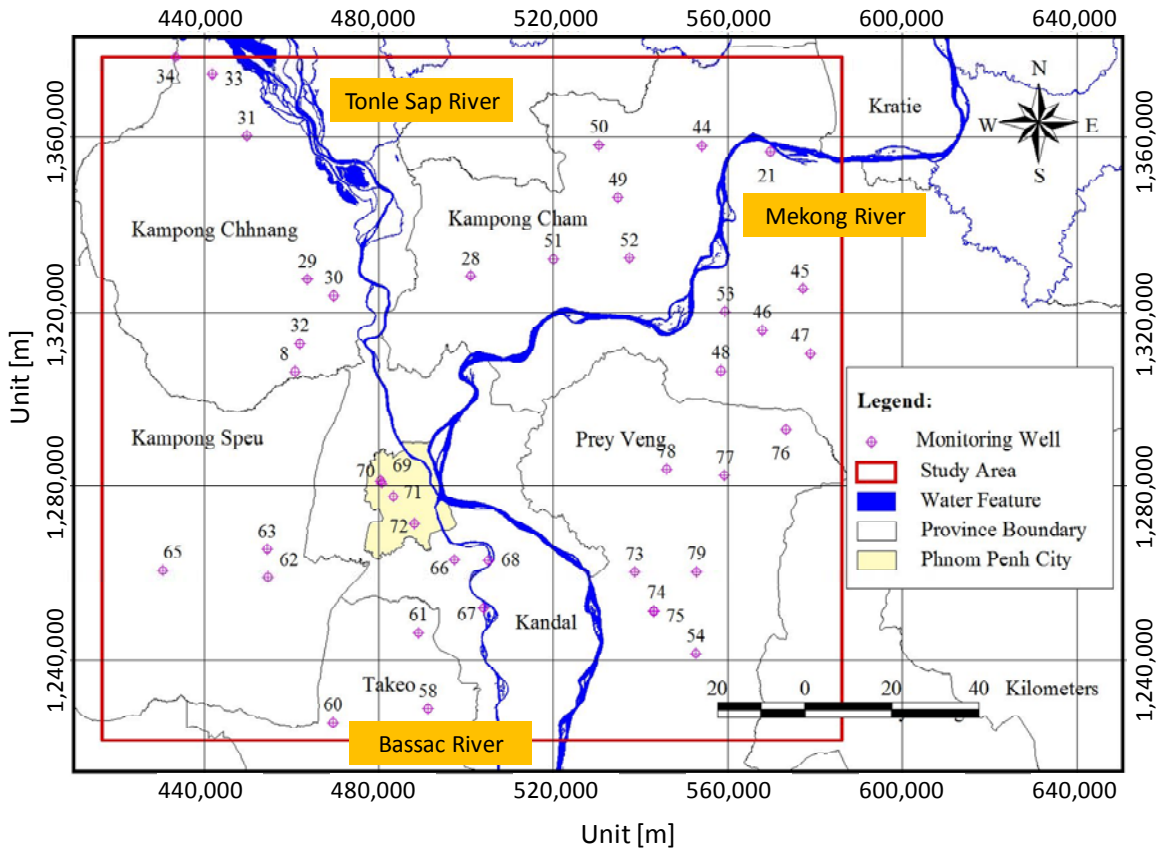 440,000 480,000 520,000 560,000 600,000 640,000
34
33
Tonle Sap River
Kratie
N
W E
S
1,360,000
31
50
44
1,360,000
21
49
Kampong Chhnang
Kampong Cham
Mekong River
51
52
28
29
30
45
53
46
1,320,000
1,320,000
32
47
8
48
Legend:
Monitoring Well
Study Area
Water Feature
Province Boundary
Phnom Penh City
Kampong Speu
Prey Veng
78
77
76
70
69
71
72
1,280,000
1,280,000
63
62
65
66
68
73
79
74
75
67
61
Kandal
54
1,240,000
1,240,000
Takeo
58
60
20 0 20 40 Kilometers
Bassac River
440,000 480,000 520,000 560,000 600,000 640,000
Unit [m]
Unit [m]